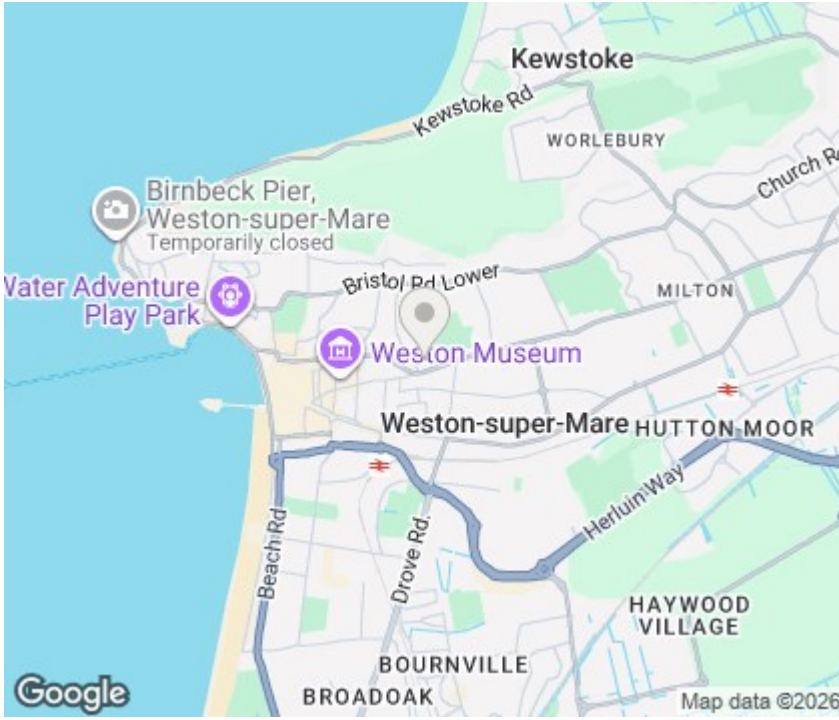 Kewstoke
Kewstoke Rd
WORLEBURY
Church Rd
Birnbeck Pier,
Weston-super-Mare
Temporarily closed
Bristol Rd Lower
Water Adventure
Play Park
MILTON
Weston Museum
Weston-super-Mare
HUTTON MOOR
Herluin Way
Beach Rd
Drove Rd.
HAYWOOD
VILLAGE
BOURNVILLE
BROADOAK
Google
Map data ©2026